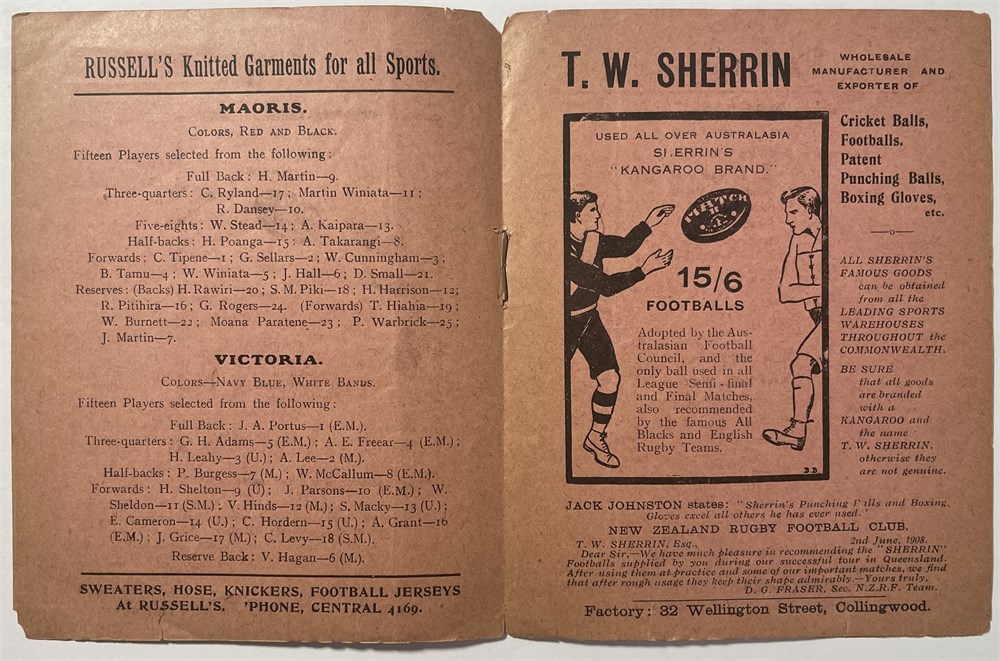 RUSSELL'S Knitted Garments for all Sports.
MAORIS.
COLORS, RED AND BLACK.
Fifteen Players selected from the following:
Full Back: H. Martin—9.
Three-quarters: C. Ryland—17; Martin Winiata—11;
R. Dansey—10.
Five-eights: W. Stead—14; A. Kaipara—13.
Half-backs: H. Poanga—15: A. Takarangi—8.
Forwards: C. Tipene—1; G. Sellars—2; W. Cunningham—3;
B. Tamu—4; W. Winiata—5; J. Hall—6; D. Small—21.
Reserves: (Backs) H. Rawiri—20; S. M. Piki—18; H. Harrison—12;
R. Pitihira—16; G. Rogers—24. (Forwards) T. Hiahia—19;
W. Burnett—22; Moana Paratene—23; P. Warbrick—25;
J. Martin—7.
VICTORIA.
COLORS—NAVY BLUE, WHITE BANDS.
Fifteen Players selected from the following:
Full Back: J. A. Portus—1 (E.M.).
Three-quarters: G. H. Adams—5 (E.M.); A. E. Freear—4 (E.M.);
H. Leahy—3 (U.); A. Lee—2 (M.).
Half-backs: P. Burgess—7 (M.); W. McCallum—8 (E.M.).
Forwards: H. Shelton—9 (U); J. Parsons—10 (E.M.); W.
Sheldon—11 (S.M.); V. Hinds—12 (M.); S. Macky—13 (U.);
E. Cameron—14 (U.); C. Hordern—15 (U.); A. Grant—16
(E.M.); J. Grice—17 (M.); C. Levy—18 (S.M.).
Reserve Back: V. Hagan—6 (M.).
SWEATERS, HOSE, KNICKERS, FOOTBALL JERSEYS
AT RUSSELL'S. 'PHONE, CENTRAL 4169.
T. W. SHERRIN
WHOLESALE
MANUFACTURER AND
EXPORTER OF
Cricket Balls,
Footballs.
Patent
Punching Balls,
Boxing Gloves,
etc.
USED ALL OVER AUSTRALASIA
SHERRIN'S
"KANGAROO BRAND."
MATCH
II
15/6
FOOTBALLS
Adopted by the Aus-
tralasian Football
Council, and the
only ball used in all
League Semi-final
and Final Matches,
also recommended
by the famous All
Blacks and English
Rugby Teams.
B.B
ALL SHERRIN'S
FAMOUS GOODS
can be obtained
from all the
LEADING SPORTS
WAREHOUSES
THROUGHOUT the
COMMONWEALTH.
BE SURE
that all goods
are branded
with a
KANGAROO and
the name
T. W. SHERRIN.
otherwise they
are not genuine.
JACK JOHNSTON states: "Sherrin's Punching Balls and Boxing
Gloves excel all others he has ever used."
NEW ZEALAND RUGBY FOOTBALL CLUB.
T. W. SHERRIN, Esq., 2nd June, 1908.
Dear Sir,—We have much pleasure in recommending the "SHERRIN"
Footballs supplied by you during our successful tour in Queensland.
After using them at practice and some of our important matches, we find
that after rough usage they keep their shape admirably.—Yours truly.
D. G. FRASER, Sec. N.Z.R.F. Team.
Factory: 32 Wellington Street, Collingwood.